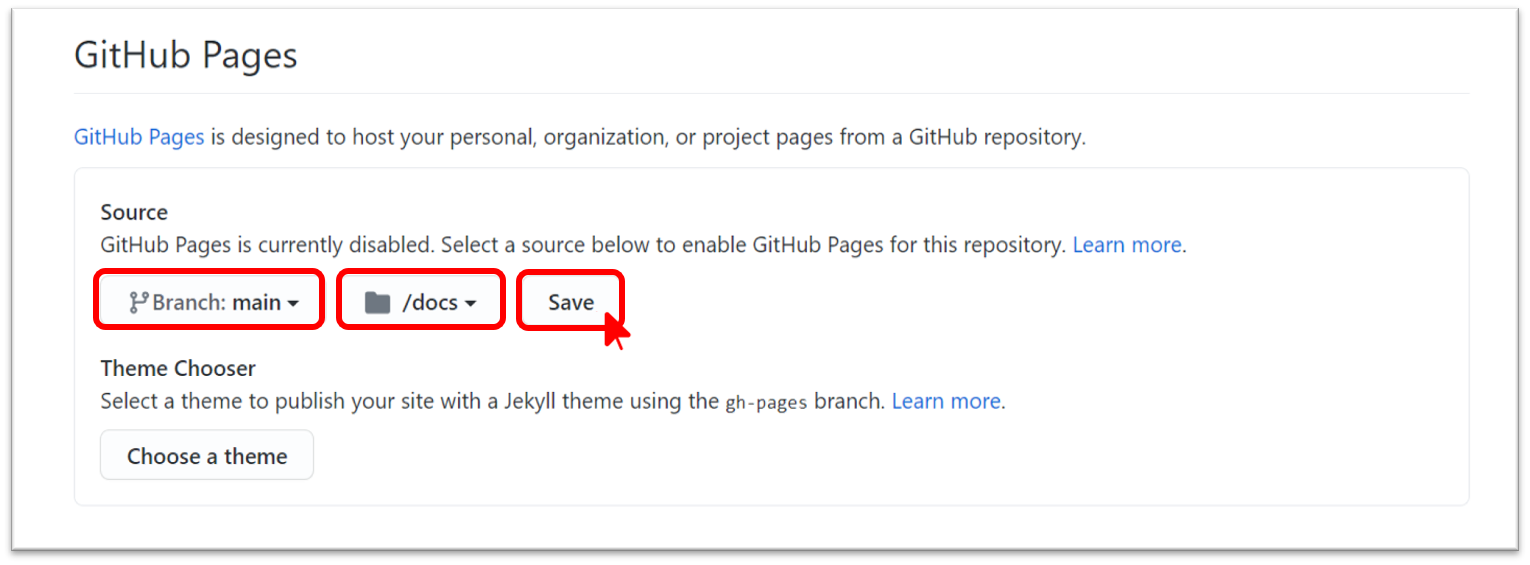 GitHub Pages
GitHub Pages is designed to host your personal, organization, or project pages from a GitHub repository.
Source
GitHub Pages is currently disabled. Select a source below to enable GitHub Pages for this repository. Learn more.
Branch: main /docs Save
Theme Chooser
Select a theme to publish your site with a Jekyll theme using the gh-pages branch. Learn more.
Choose a theme